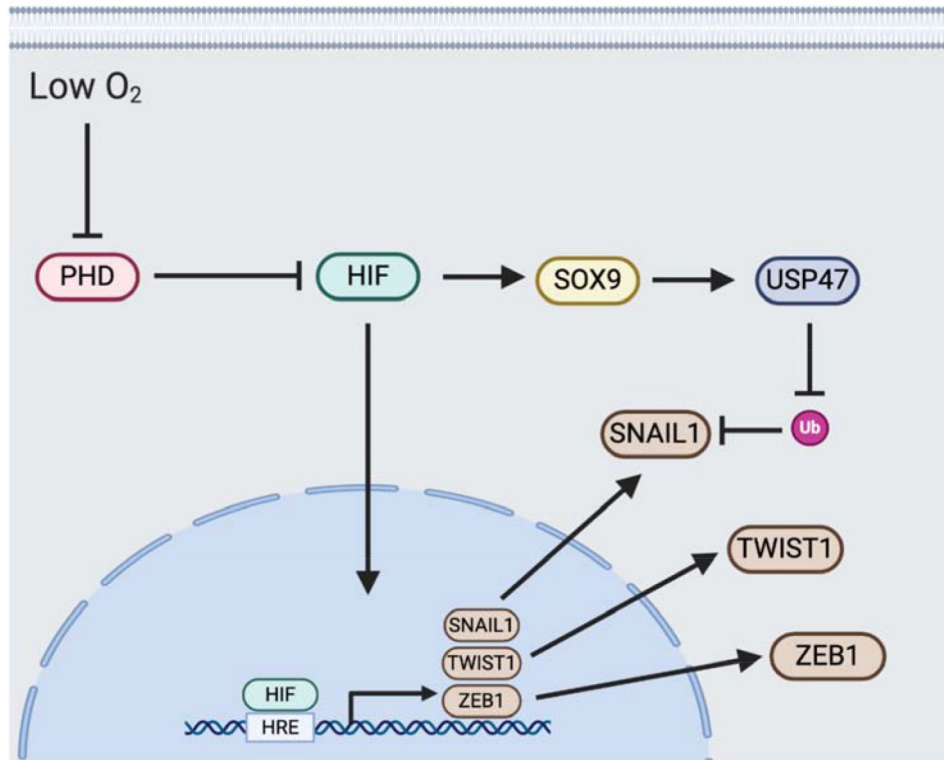 Low O₂
PHD
HIF
SOX9
USP47
SNAIL1
Ub
TWIST1
SNAIL1
TWIST1
ZEB1
ZEB1
HIF
HRE